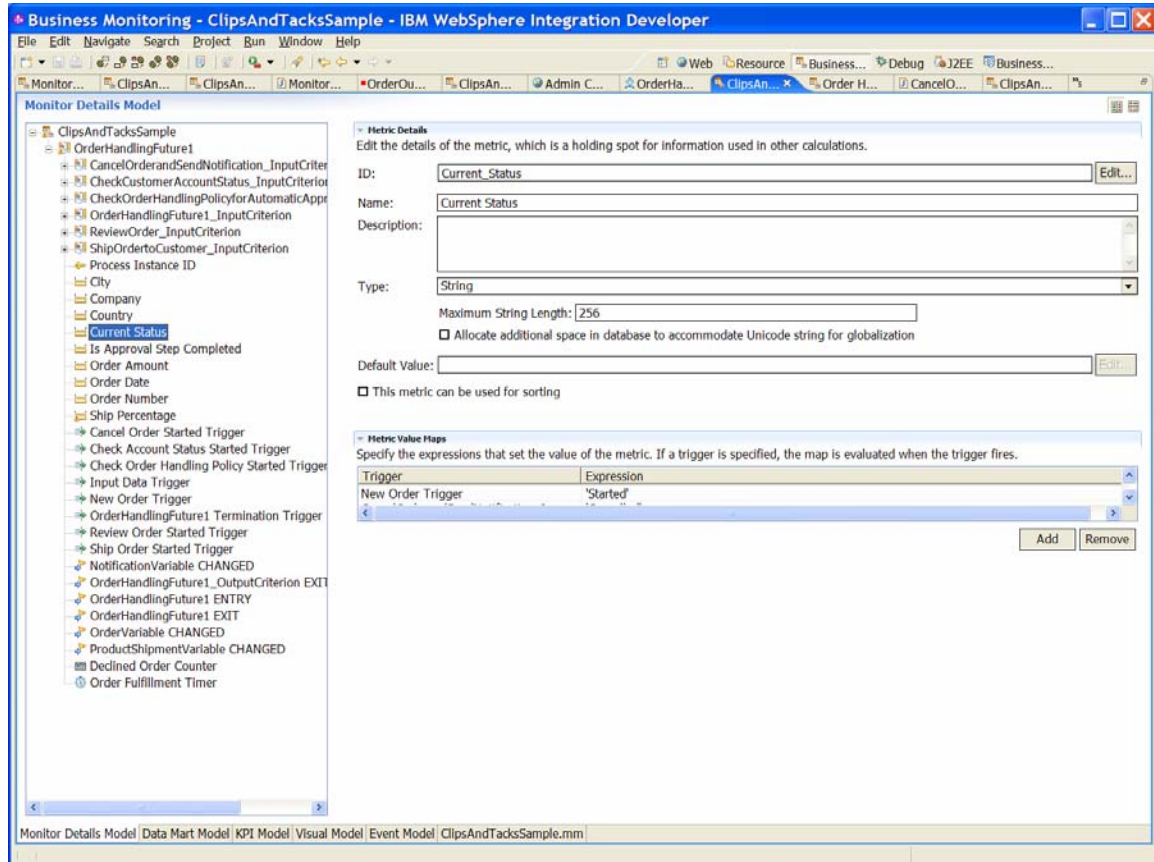 Business Monitoring - ClipsAndTacksSample - IBM WebSphere Integration Developer
File Edit Navigate Search Project Run Window Help
Web Resource Business... Debug J2EE Business...
Monitor... ClipsAn... ClipsAn... Monitor... OrderOu... ClipsAn... Admin C... OrderHa... ClipsAn... Order H... CancelO... ClipsAn...
Monitor Details Model
ClipsAndTacksSample
OrderHandlingFuture1
CancelOrderandSendNotification_InputCriter
CheckCustomerAccountStatus_InputCriterion
CheckOrderHandlingPolicyforAutomaticAppr
OrderHandlingFuture1_InputCriterion
ReviewOrder_InputCriterion
ShipOrdertoCustomer_InputCriterion
Process Instance ID
City
Company
Country
Current Status
Is Approval Step Completed
Order Amount
Order Date
Order Number
Ship Percentage
Cancel Order Started Trigger
Check Account Status Started Trigger
Check Order Handling Policy Started Trigger
Input Data Trigger
New Order Trigger
OrderHandlingFuture1 Termination Trigger
Review Order Started Trigger
Ship Order Started Trigger
NotificationVariable CHANGED
OrderHandlingFuture1_OutputCriterion EXIT
OrderHandlingFuture1 ENTRY
OrderHandlingFuture1 EXIT
OrderVariable CHANGED
ProductShipmentVariable CHANGED
Declined Order Counter
Order Fulfillment Timer
Metric Details
Edit the details of the metric, which is a holding spot for information used in other calculations.
ID: Current_Status Edit...
Name: Current Status
Description:
Type: String
Maximum String Length: 256
Allocate additional space in database to accommodate Unicode string for globalization
Default Value: Edit...
This metric can be used for sorting
Metric Value Maps
Specify the expressions that set the value of the metric. If a trigger is specified, the map is evaluated when the trigger fires.
Trigger Expression
New Order Trigger 'Started'
Add Remove
Monitor Details Model Data Mart Model KPI Model Visual Model Event Model ClipsAndTacksSample.mm